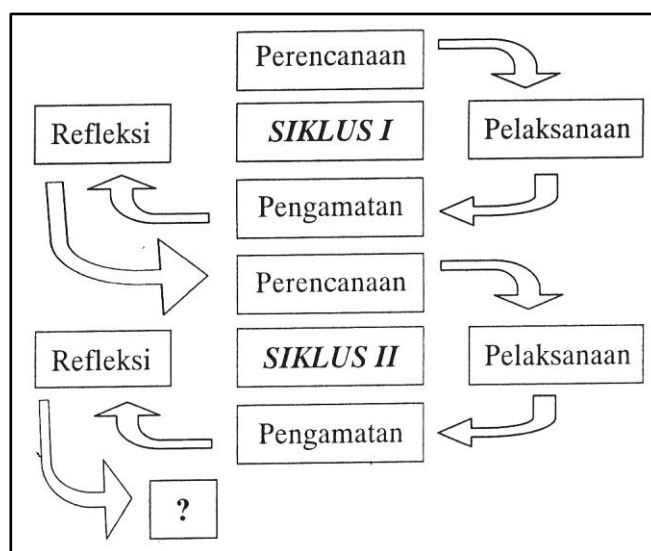 Perencanaan
Refleksi
SIKLUS I
Pelaksanaan
Pengamatan
Perencanaan
Refleksi
SIKLUS II
Pelaksanaan
Pengamatan
?